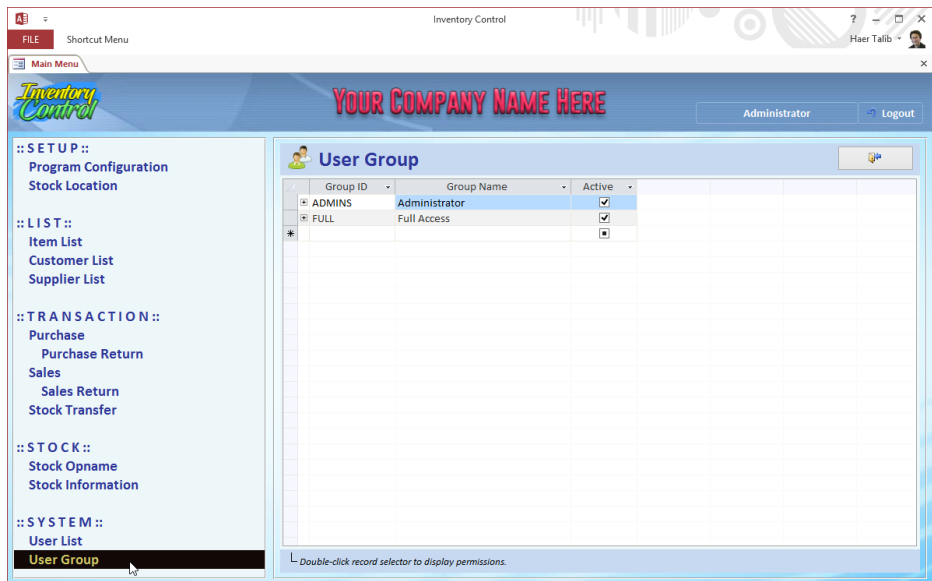 Inventory Control
? – □ ×
FILE Shortcut Menu Haer Talib
Main Menu ×
Inventory Control
YOUR COMPANY NAME HERE
Administrator Logout
:: S E T U P ::
Program Configuration
Stock Location
:: L I S T ::
Item List
Customer List
Supplier List
:: T R A N S A C T I O N ::
Purchase
Purchase Return
Sales
Sales Return
Stock Transfer
:: S T O C K ::
Stock Opname
Stock Information
:: S Y S T E M ::
User List
User Group
User Group
Group ID Group Name Active
ADMINS Administrator
FULL Full Access
*
Double-click record selector to display permissions.